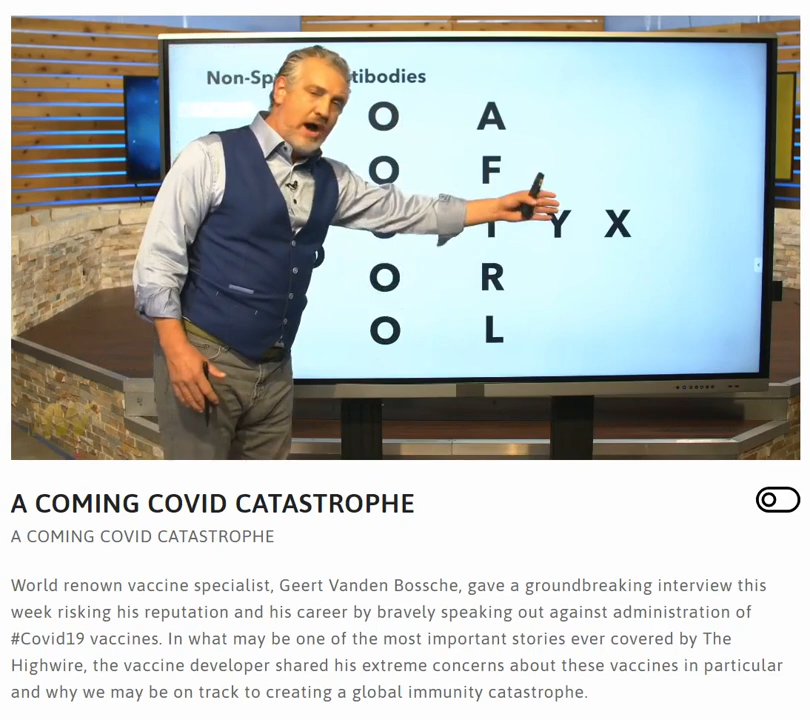 Non-Sp tibodies
O A
O F
Y X
O R
O L
A COMING COVID CATASTROPHE
A COMING COVID CATASTROPHE
World renown vaccine specialist, Geert Vanden Bossche, gave a groundbreaking interview this
week risking his reputation and his career by bravely speaking out against administration of
#Covid19 vaccines. In what may be one of the most important stories ever covered by The
Highwire, the vaccine developer shared his extreme concerns about these vaccines in particular
and why we may be on track to creating a global immunity catastrophe.